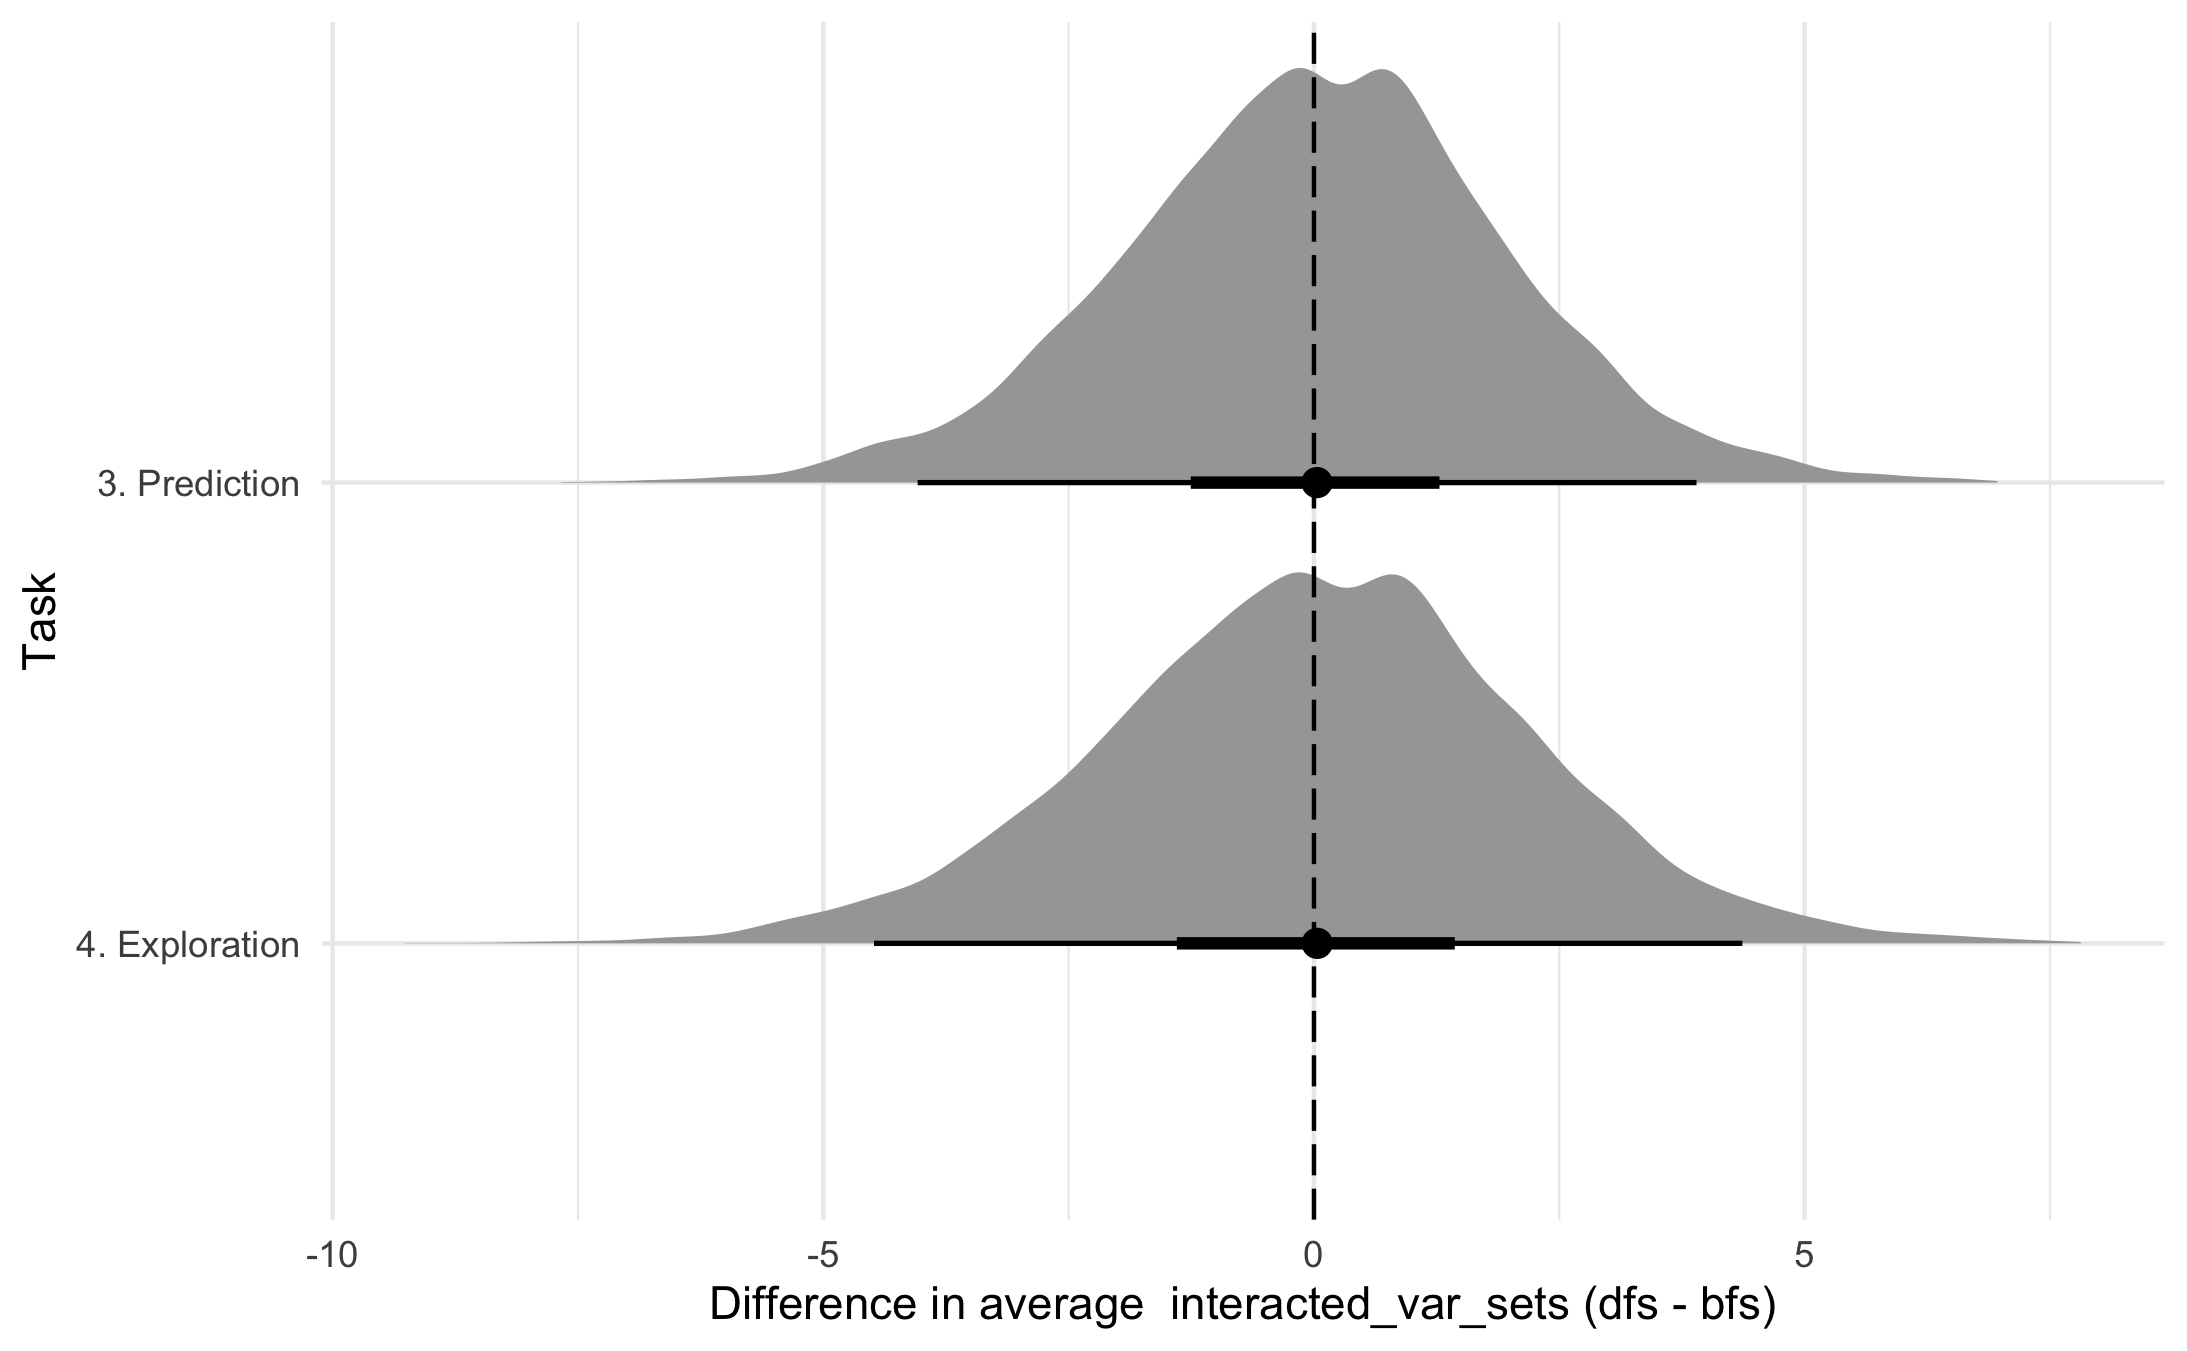 3. Prediction
Task
4. Exploration
-10 -5 0 5
Difference in average  interacted_var_sets (dfs - bfs)